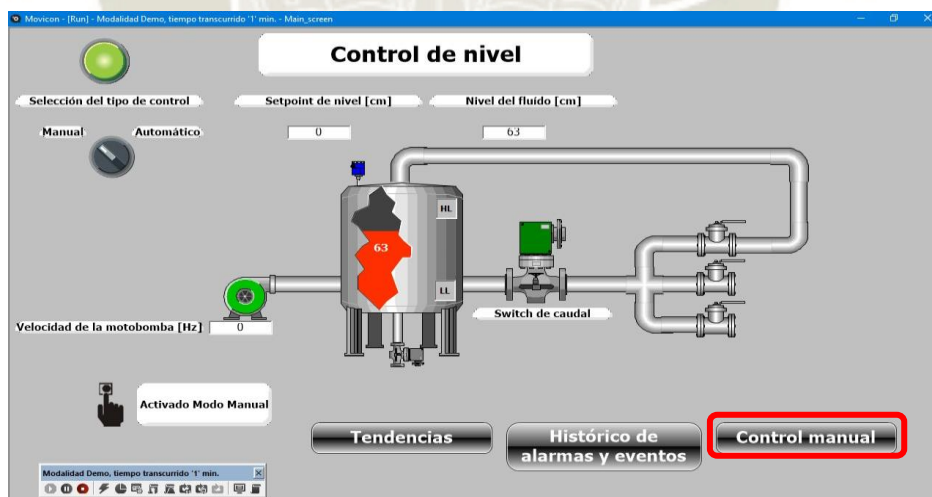 Movicon - [Run] - Modalidad Demo, tiempo transcurrido '1' min. - Main_screen
Control de nivel
Selección del tipo de control
Setpoint de nivel [cm]
Nivel del fluído [cm]
Manual
Automático
0
63
HL
63
LL
Switch de caudal
Velocidad de la motobomba [Hz]
0
Activado Modo Manual
Tendencias
Histórico de
alarmas y eventos
Control manual
Modalidad Demo, tiempo transcurrido '1' min.